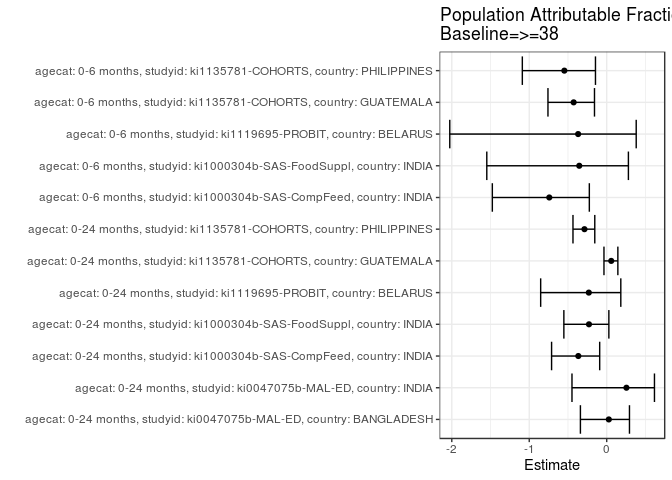 Population Attributable Fracti
Baseline=>=38
agecat: 0-6 months, studyid: ki1135781-COHORTS, country: PHILIPPINES
agecat: 0-6 months, studyid: ki1135781-COHORTS, country: GUATEMALA
agecat: 0-6 months, studyid: ki1119695-PROBIT, country: BELARUS
agecat: 0-6 months, studyid: ki1000304b-SAS-FoodSuppl, country: INDIA
agecat: 0-6 months, studyid: ki1000304b-SAS-CompFeed, country: INDIA
agecat: 0-24 months, studyid: ki1135781-COHORTS, country: PHILIPPINES
agecat: 0-24 months, studyid: ki1135781-COHORTS, country: GUATEMALA
agecat: 0-24 months, studyid: ki1119695-PROBIT, country: BELARUS
agecat: 0-24 months, studyid: ki1000304b-SAS-FoodSuppl, country: INDIA
agecat: 0-24 months, studyid: ki1000304b-SAS-CompFeed, country: INDIA
agecat: 0-24 months, studyid: ki0047075b-MAL-ED, country: INDIA
agecat: 0-24 months, studyid: ki0047075b-MAL-ED, country: BANGLADESH
-2 -1 0
Estimate